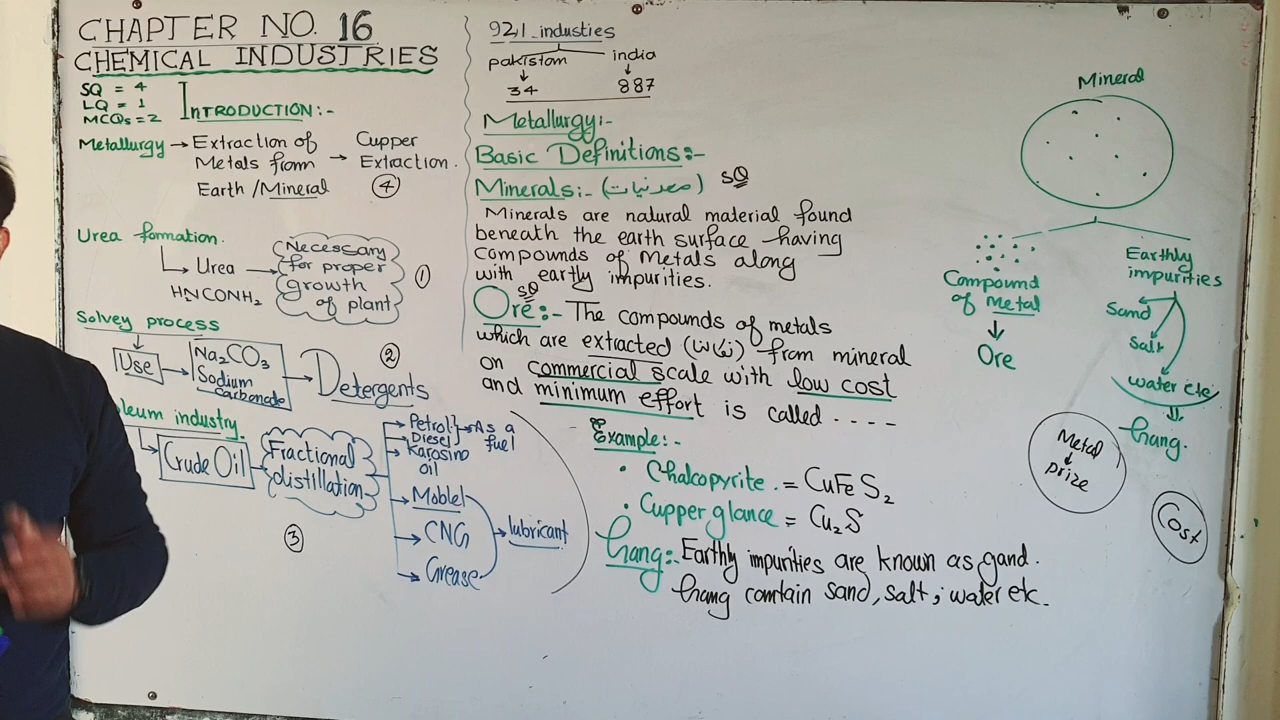 CHAPTER NO. 16
CHEMICAL INDUSTRIES
SQ = 4
LQ = 1
MCQs = 2
INTRODUCTION:-
Metallurgy → Extraction of
Metals from
Earth / Mineral
→ Cupper
Extraction.
④
Urea formation.
Urea →
HNCONH₂
Necessary
for proper
growth
of plant
①
Solvey process
Use → Na₂CO₃
Sodium
carbonate
→ Detergents
②
leum industry.
Crude Oil
Fractional
distillation
Petrol
Diesel
Karosino
oil
→ As a
fuel
Moblel
→ CNG
→ Grease
→ lubricant
③
921 industies
pakistan
↓
34
india
↓
887
Metallurgy:-
Basic Definitions:-
Minerals:- (معدنیات) SQ
Minerals are natural material found
beneath the earth surface having
compounds of Metals along
with eartly impurities.
SQ
Ore:- The compounds of metals
which are extracted from mineral
on commercial scale with low cost
and minimum effort is called ----
Example:-
• Chalcopyrite. = CuFeS₂
• Cupper glance = Cu₂S
Gang:- Earthly impurities are known as gand.
Gang contain sand, salt, water etc.
Mineral
Compound
of Metal
↓
Ore
Earthly
impurities
Sand
Salt
water etc
⇓
Gang.
Metal
↓
prize
Cost